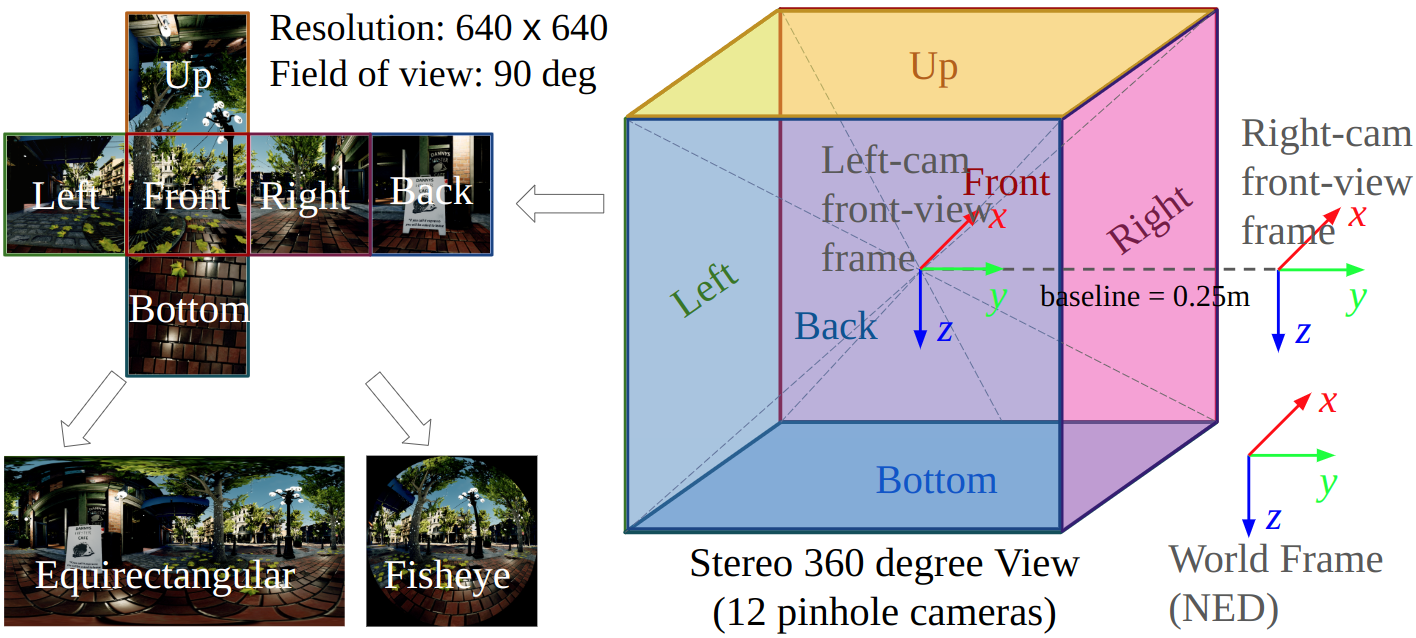 Resolution: 640 x 640
Field of view: 90 deg
Up
Left
Front
Right
Back
Bottom
Equirectangular
Fisheye
Up
Left-cam
front-view
frame
Front
x
y
z
Left
Back
Right
Bottom
baseline = 0.25m
Right-cam
front-view
frame
x
y
z
x
y
z
World Frame
(NED)
Stereo 360 degree View
(12 pinhole cameras)